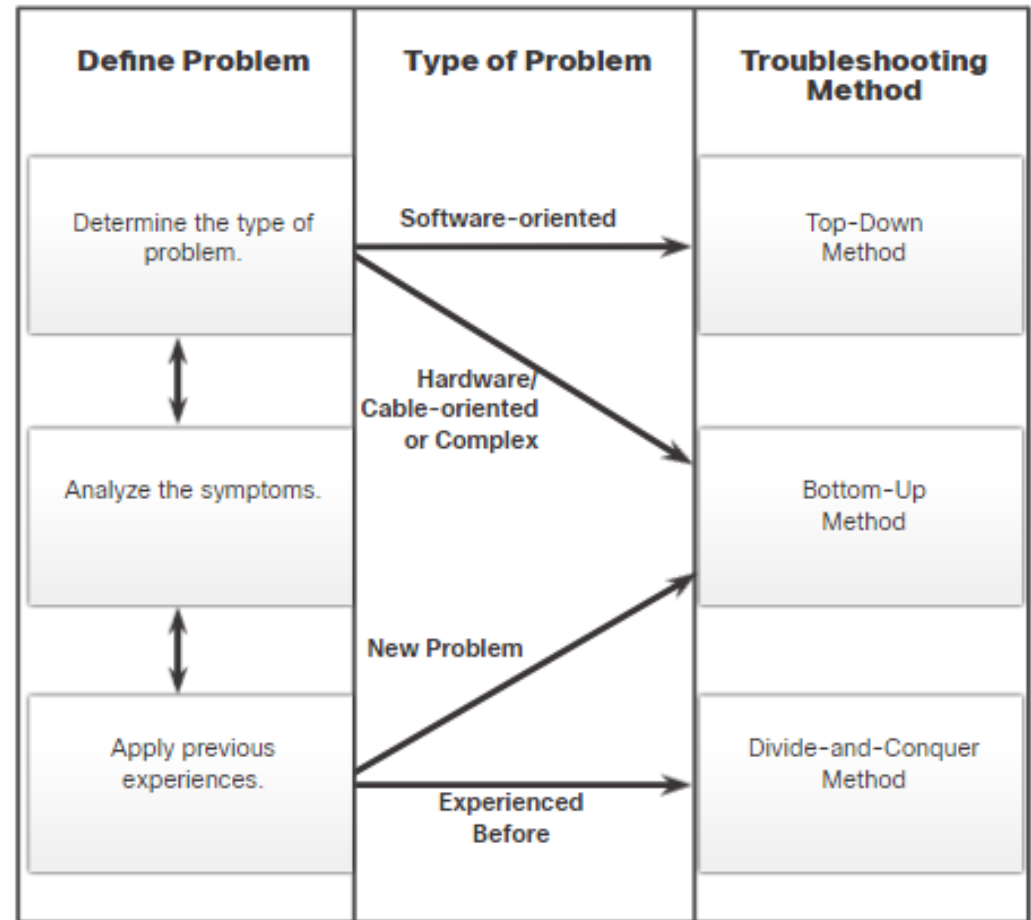 Define Problem
Type of Problem
Troubleshooting
Method
Determine the type of
problem.
Software-oriented
Top-Down
Method
Hardware/
Cable-oriented
or Complex
Analyze the symptoms.
Bottom-Up
Method
New Problem
Apply previous
experiences.
Experienced
Before
Divide-and-Conquer
Method